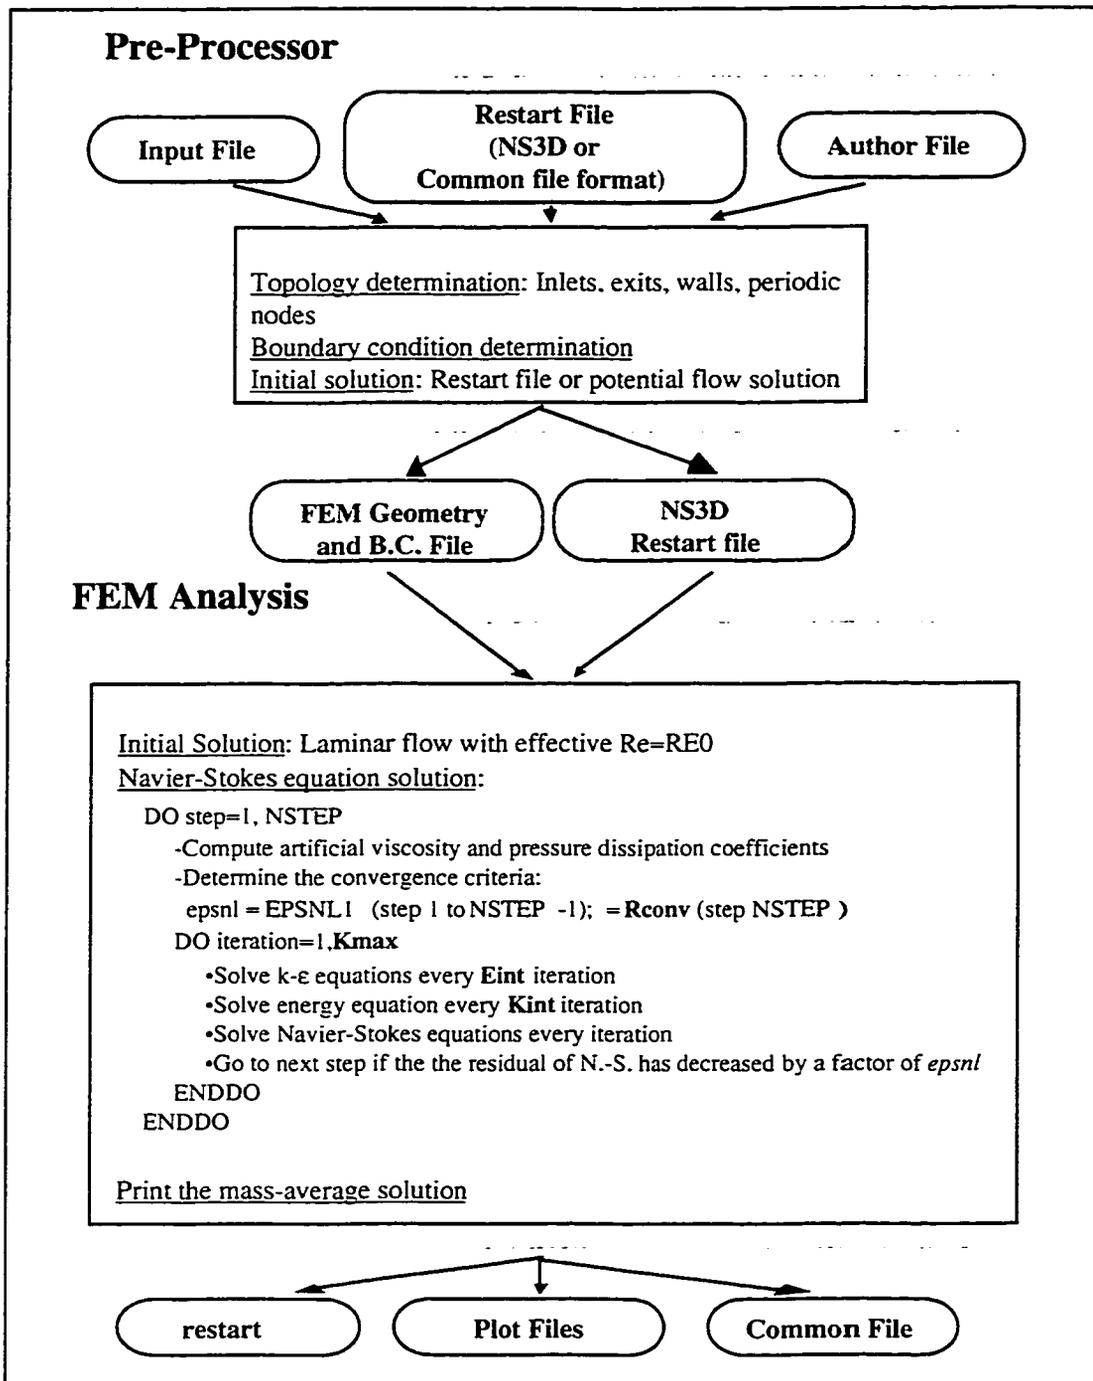 Pre-Processor
Input File
Restart File
(NS3D or
Common file format)
Author File
Topology determination: Inlets. exits, walls, periodic
nodes
Boundary condition determination
Initial solution: Restart file or potential flow solution
FEM Geometry
and B.C. File
NS3D
Restart file
FEM Analysis
Initial Solution: Laminar flow with effective Re=RE0
Navier-Stokes equation solution:
DO step=1, NSTEP
-Compute artificial viscosity and pressure dissipation coefficients
-Determine the convergence criteria:
epsnl = EPSNL1 (step 1 to NSTEP -1); = Rconv (step NSTEP )
DO iteration=1,Kmax
•Solve k-ε equations every Eint iteration
•Solve energy equation every Kint iteration
•Solve Navier-Stokes equations every iteration
•Go to next step if the the residual of N.-S. has decreased by a factor of epsnl
ENDDO
ENDDO
Print the mass-average solution
restart
Plot Files
Common File